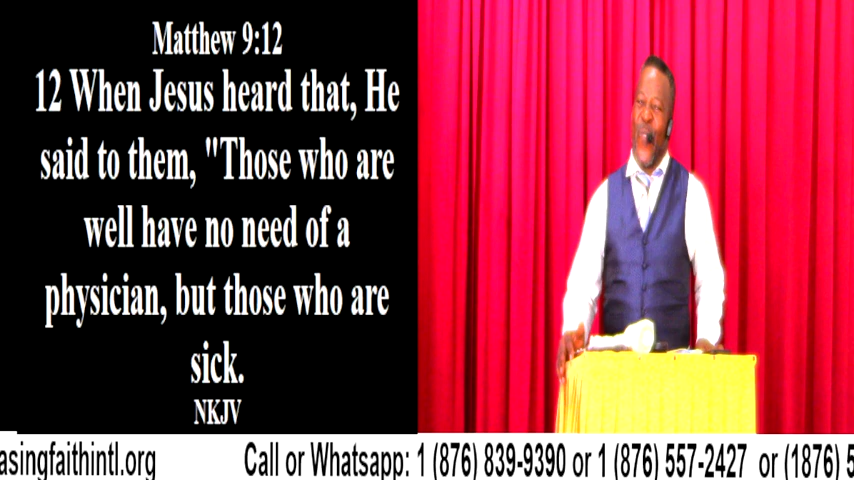 Matthew 9:12
12 When Jesus heard that, He
said to them, "Those who are
well have no need of a
physician, but those who are
sick.
NKJV
asingfaithintl.org Call or Whatsapp: 1 (876) 839-9390 or 1 (876) 557-2427 or (1876) 5